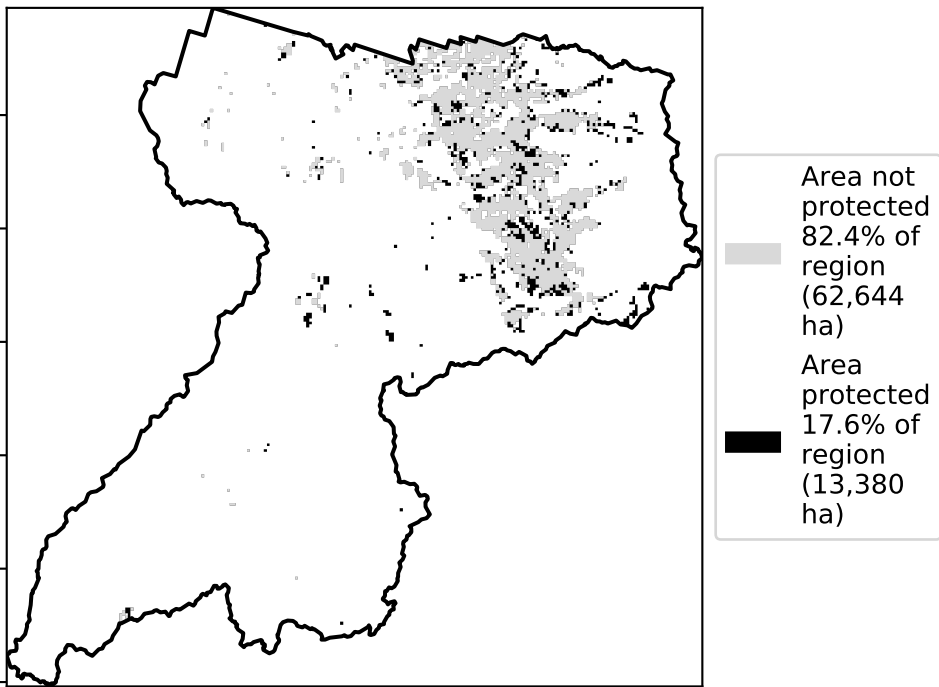 Area not
protected
82.4% of
region
(62,644
ha)
Area
protected
17.6% of
region
(13,380
ha)